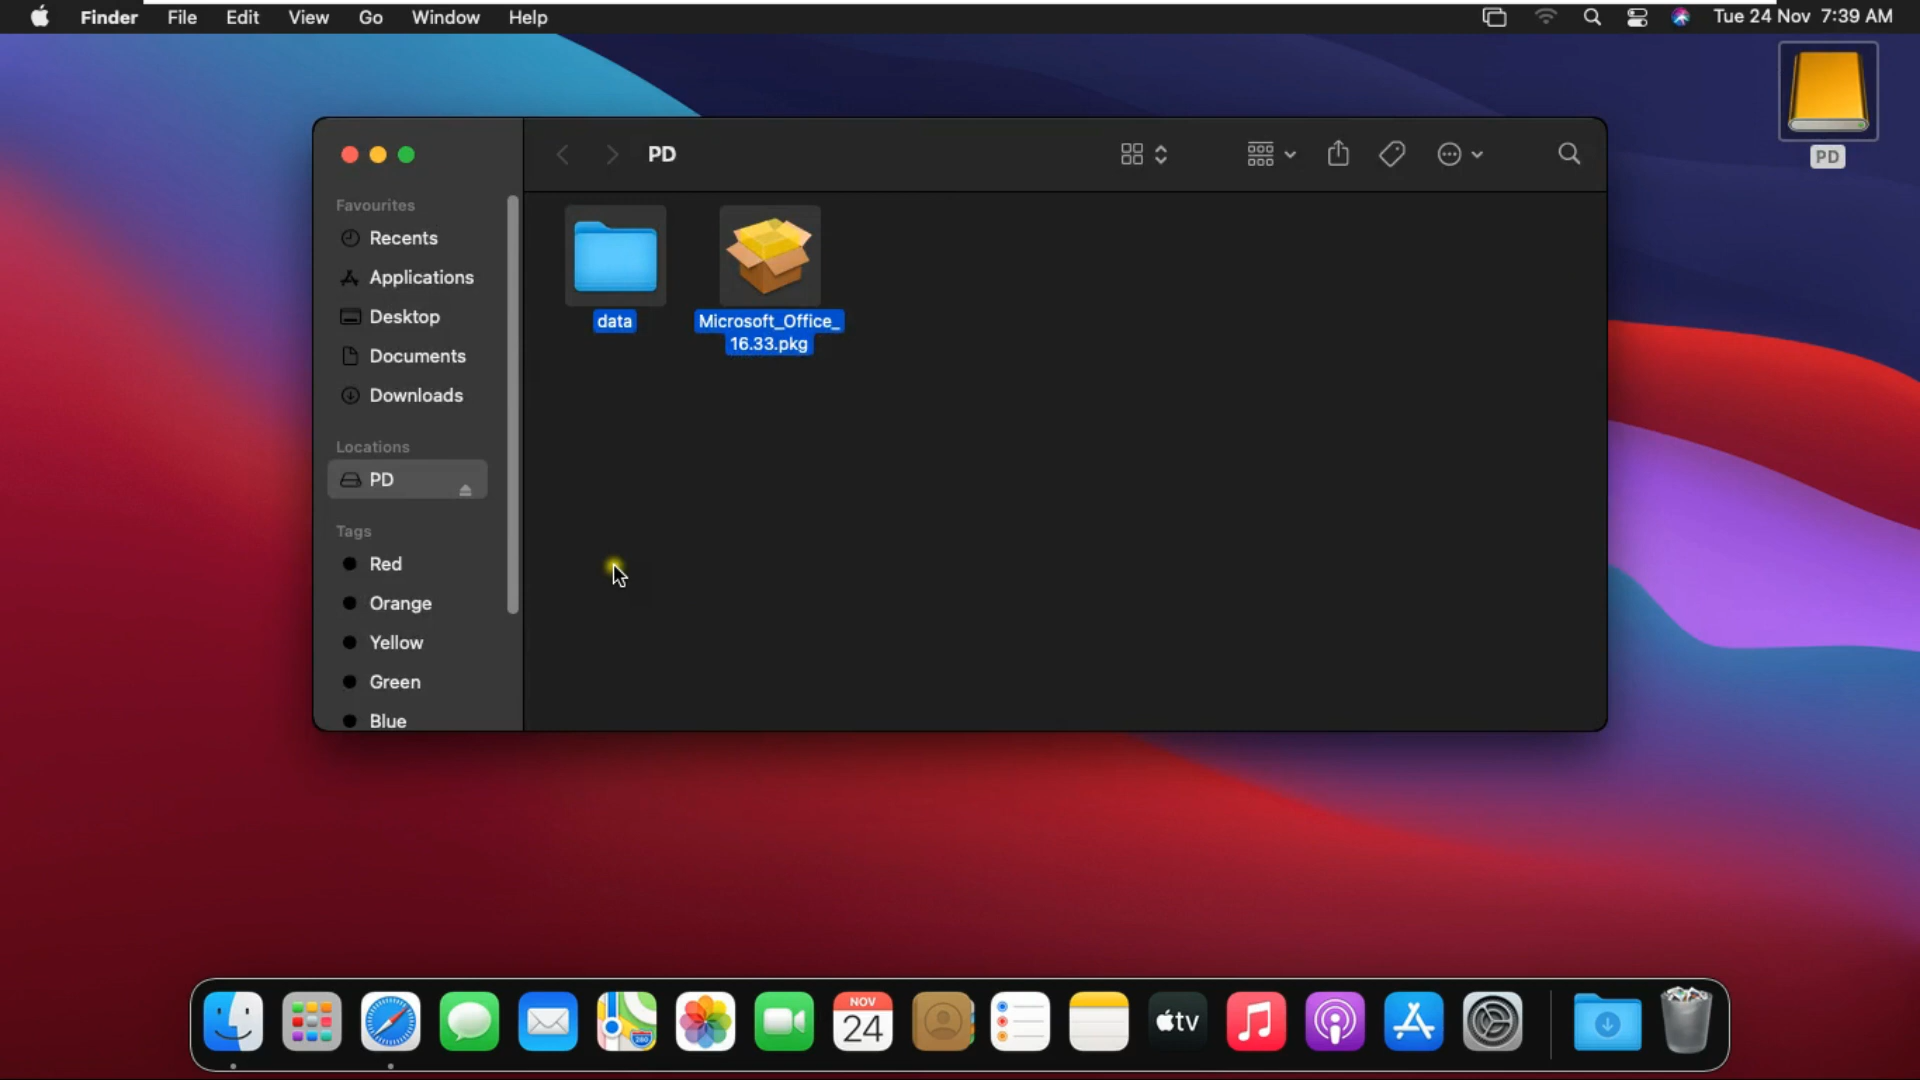 Finder File Edit View Go Window Help Tue 24 Nov 7:39 AM
PD
PD
Favourites
Recents
Applications
Desktop
Documents
Downloads
Locations
PD
Tags
Red
Orange
Yellow
Green
Blue
data
Microsoft_Office_
16.33.pkg
NOV
24
280
tv